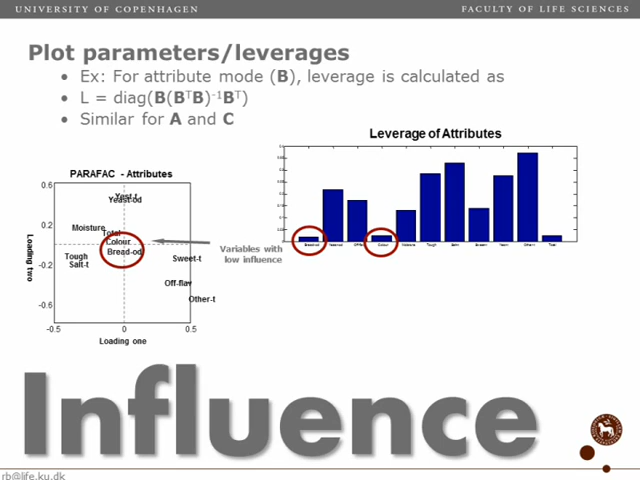 UNIVERSITY OF COPENHAGEN
FACULTY OF LIFE SCIENCES
Plot parameters/leverages
• Ex: For attribute mode (B), leverage is calculated as
• L = diag(B(BᵀB)⁻¹Bᵀ)
• Similar for A and C
Leverage of Attributes
PARAFAC - Attributes
0.6
0.2
-0.2
-0.6
Loading two
Yeast-t
Yeast-od
Moisture
Total
Colour
Bread-od
Tough
Salt-t
Sweet-t
Off-flav
Other-t
-0.5
0
0.5
Loading one
Variables with
low influence
Influence
rb@life.ku.dk